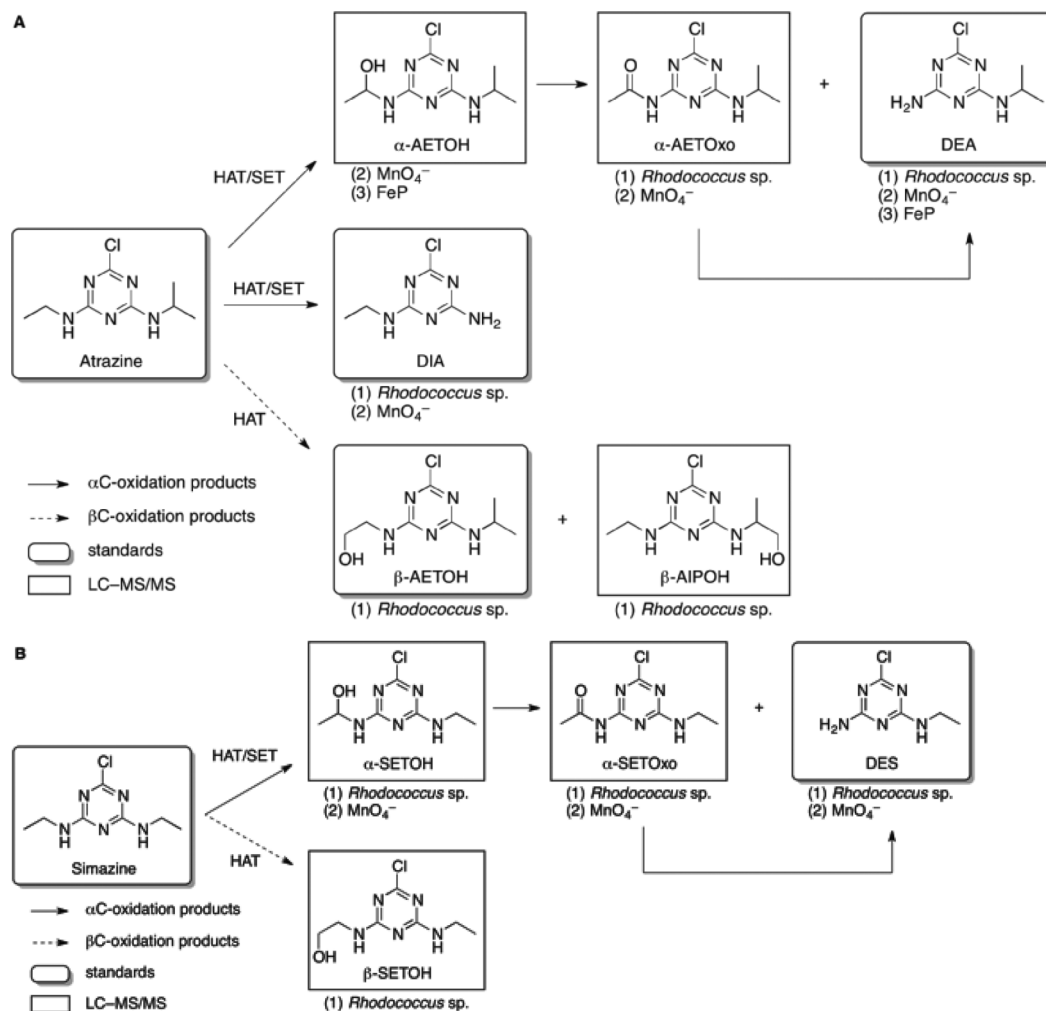 A
Cl
OH
N
N
N
N
H
N
H
α-AETOH
(2) MnO₄⁻
(3) FeP
Cl
O
N
N
N
N
H
N
H
α-AETOxo
(1) Rhodococcus sp.
(2) MnO₄⁻
+
Cl
N
N
H₂N
N
N
H
DEA
(1) Rhodococcus sp.
(2) MnO₄⁻
(3) FeP
HAT/SET
Cl
N
N
N
H
N
N
H
Atrazine
HAT/SET
Cl
N
N
N
H
N
NH₂
DIA
(1) Rhodococcus sp.
(2) MnO₄⁻
HAT
Cl
N
N
N
H
N
N
H
OH
β-AETOH
(1) Rhodococcus sp.
+
Cl
N
N
N
H
N
N
H
HO
β-AIPOH
(1) Rhodococcus sp.
αC-oxidation products
βC-oxidation products
standards
LC–MS/MS
B
Cl
OH
N
N
N
H
N
N
H
α-SETOH
(1) Rhodococcus sp.
(2) MnO₄⁻
Cl
O
N
N
N
H
N
N
H
α-SETOxo
(1) Rhodococcus sp.
(2) MnO₄⁻
+
Cl
N
N
H₂N
N
N
H
DES
(1) Rhodococcus sp.
(2) MnO₄⁻
HAT/SET
Cl
N
N
N
H
N
N
H
Simazine
HAT
Cl
N
N
N
H
N
N
H
OH
β-SETOH
(1) Rhodococcus sp.
αC-oxidation products
βC-oxidation products
standards
LC–MS/MS